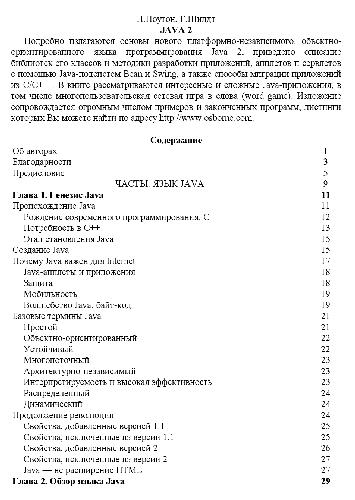 П.Ноутон, Г.Шилдт
JAVA 2
Подробно излагаются основы нового платформно-независимого, объектно-
ориентированного языка программирования Java 2, приведено описание
библиотек его классов и методики разработки приложений, апплетов и сервлетов
с помощью Java-подсистем Bean и Swing, а также способы миграции приложений
из C/C++. В книге рассматриваются интересные и сложные Java-приложения, в
том числе многопользовательская сетевая игра в слова (word game). Изложение
сопровождается огромным числом примеров и законченных программ, листинги
которых Вы можете найти по адресу http://www.osborne.com.
Содержание
Об авторах 1
Благодарности 3
Предисловие 5
ЧАСТЬ I. ЯЗЫК JAVA 9
Глава 1. Генезис Java 11
Происхождение Java 11
Рождение современного программирования: C 12
Потребность в C++ 13
Этап становления Java 15
Создание Java 15
Почему Java важен для Internet 17
Java-апплеты и приложения 18
Защита 18
Мобильность 19
Волшебство Java: байт-код 19
Базовые термины Java 21
Простой 21
Объектно-ориентированный 22
Устойчивый 22
Многопоточный 23
Архитектурно-независимый 23
Интерпретируемость и высокая эффективность 23
Распределенный 24
Динамический 24
Продолжение революции 24
Свойства, добавленные версией 1.1 25
Свойства, исключенные из версии 1.1 25
Свойства, добавленные версией 2 26
Свойства, исключенные из версии 2 27
Java — не расширение HTML 27
Глава 2. Обзор языка Java 29